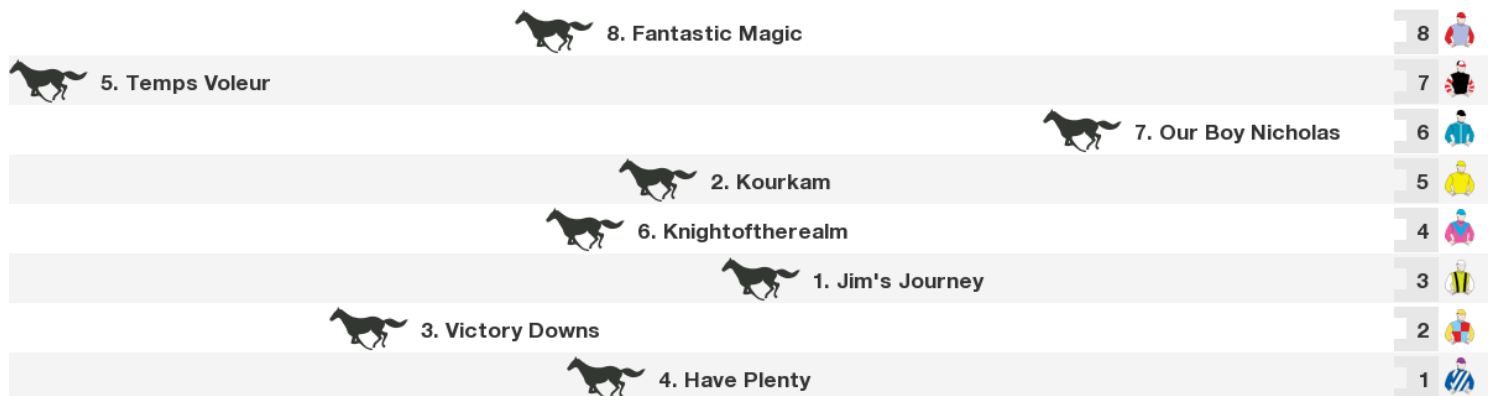 8. Fantastic Magic 8
5. Temps Voleur 7
7. Our Boy Nicholas 6
2. Kourkam 5
6. Knightoftherealm 4
1. Jim's Journey 3
3. Victory Downs 2
4. Have Plenty 1